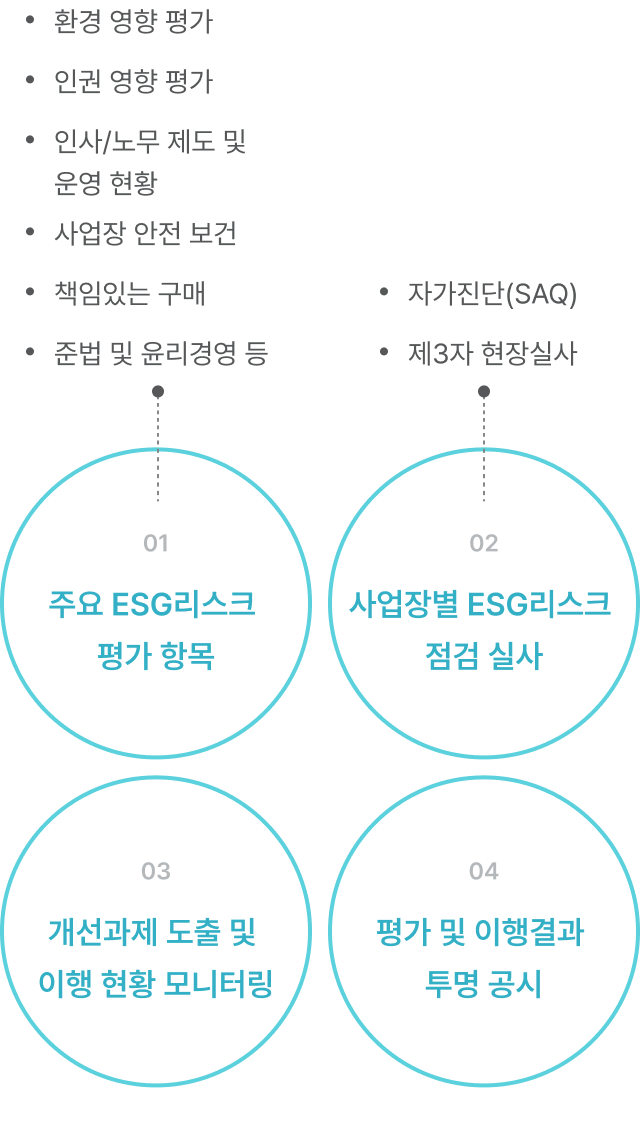 환경 영향 평가
인권 영향 평가
인사/노무 제도 및
운영 현황
사업장 안전 보건
책임있는 구매
준법 및 윤리경영 등
자가진단(SAQ)
제3자 현장실사
01
주요 ESG리스크
평가 항목
02
사업장별 ESG리스크
점검 실사
03
개선과제 도출 및
이행 현황 모니터링
04
평가 및 이행결과
투명 공시